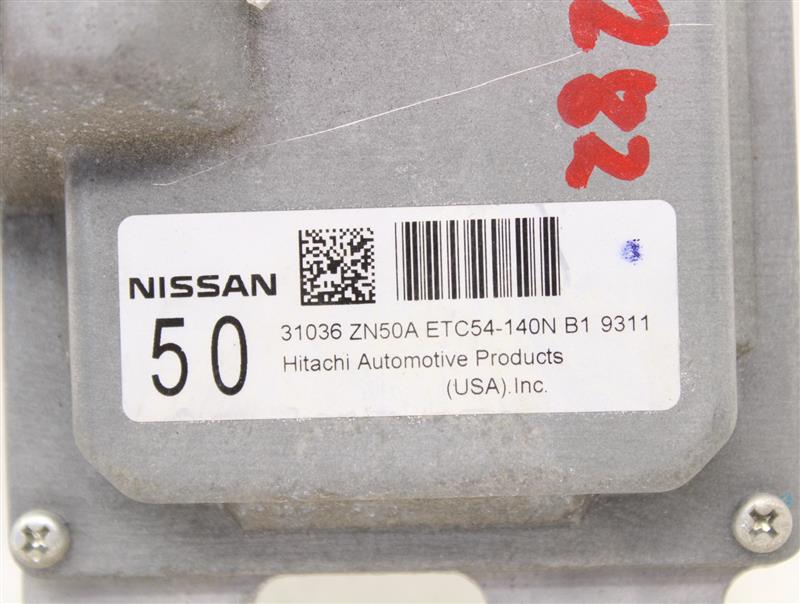 282
NISSAN
50
31036 ZN50A ETC54-140N B1 9311
Hitachi Automotive Products
(USA).Inc.